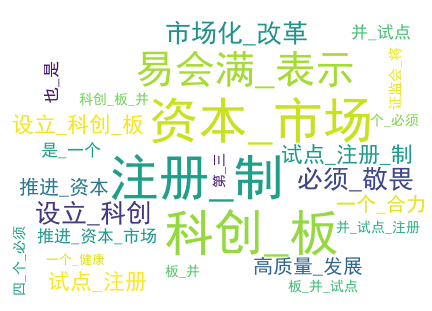 市场化_改革
并_试点
易会满_表示
也_是
证监会_将
科创_板_并
资本_市场
设立_科创_板
个_必须
是_一个
试点_注册_制
第_三
注册_制
推进_资本
必须_敬畏
设立_科创
一个_合力
科创_板
并_试点_注册
推进_资本_市场
四_个_必须
一个_健康
高质量_发展
板_并
试点_注册
板_并_试点